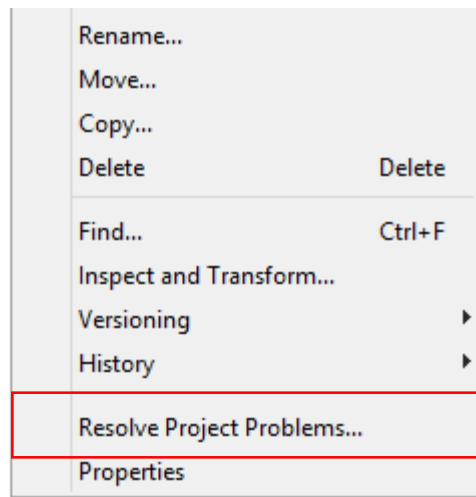 Rename...
Move...
Copy...
Delete Delete
Find... Ctrl+F
Inspect and Transform...
Versioning
History
Resolve Project Problems...
Properties